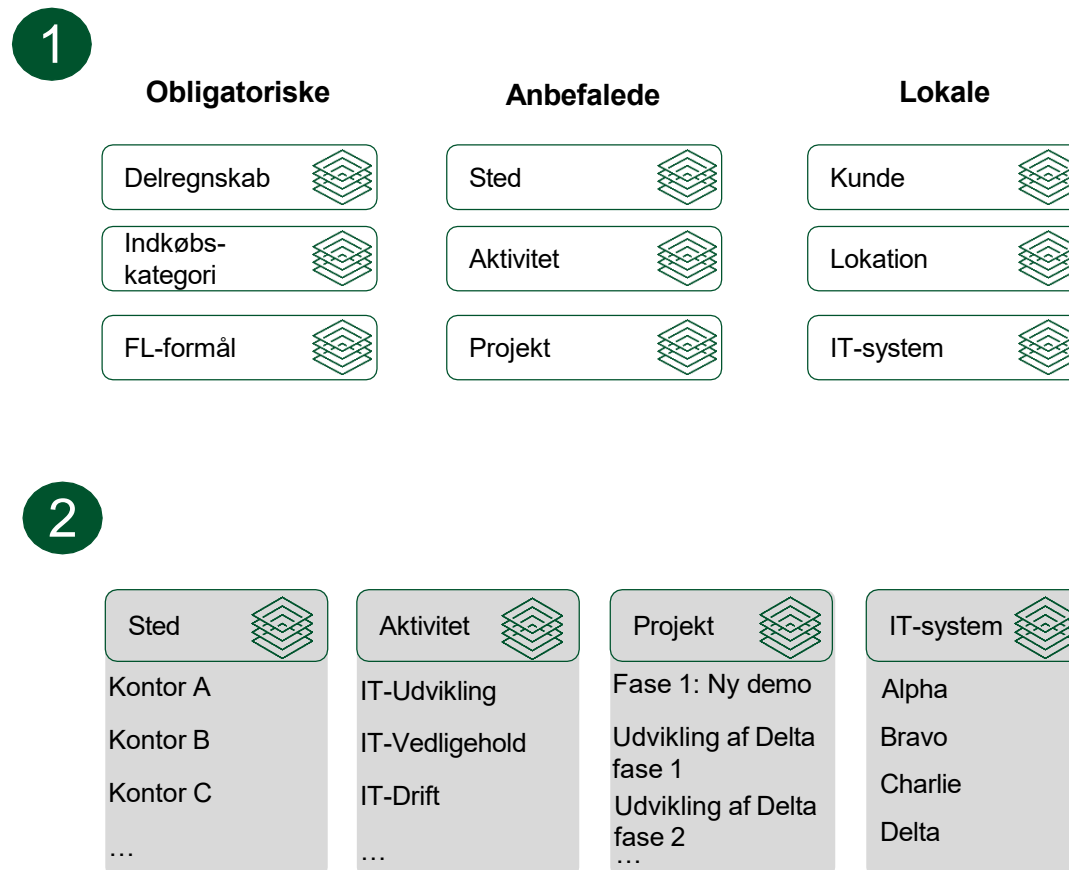 1
Obligatoriske
Anbefalede
Lokale
Delregnskab
Sted
Kunde
Indkøbs-
kategori
Aktivitet
Lokation
FL-formål
Projekt
IT-system
2
Sted
Kontor A
Kontor B
Kontor C
…
Aktivitet
IT-Udvikling
IT-Vedligehold
IT-Drift
…
Projekt
Fase 1: Ny demo
Udvikling af Delta
fase 1
Udvikling af Delta
fase 2
…
IT-system
Alpha
Bravo
Charlie
Delta